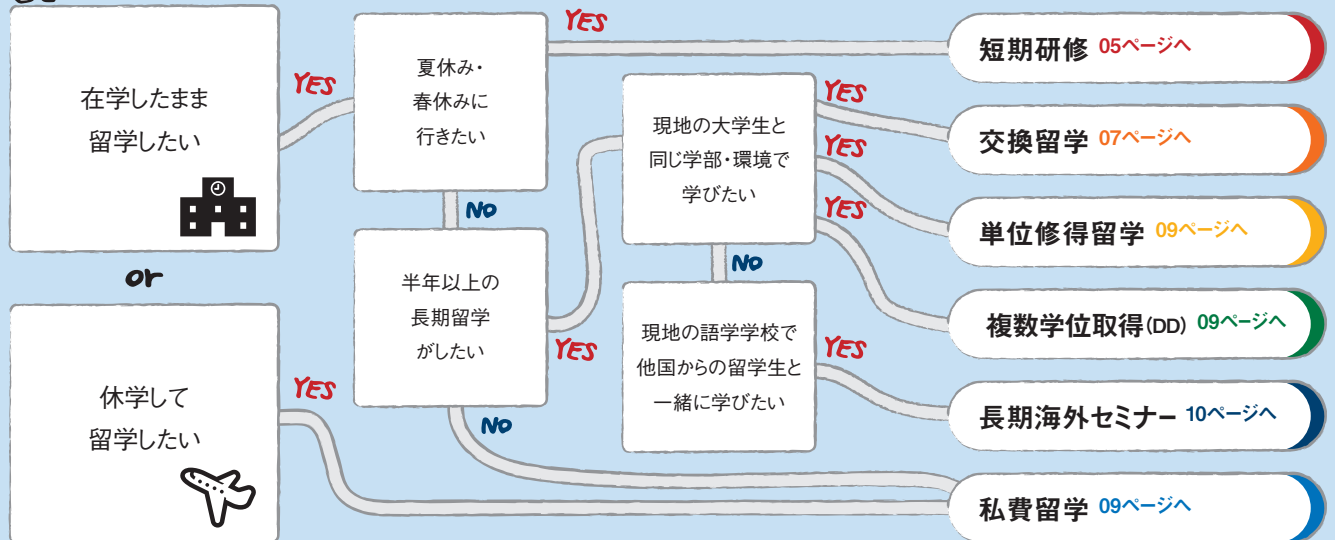 在学したまま
留学したい
YES
夏休み・
春休みに
行きたい
YES
短期研修 05ページへ
NO
半年以上の
長期留学
がしたい
YES
現地の大学生と
同じ学部・環境で
学びたい
YES
交換留学 07ページへ
YES
単位修得留学 09ページへ
YES
複数学位取得(DD) 09ページへ
NO
現地の語学学校で
他国からの留学生と
一緒に学びたい
YES
長期海外セミナー 10ページへ
or
休学して
留学したい
YES
NO
私費留学 09ページへ